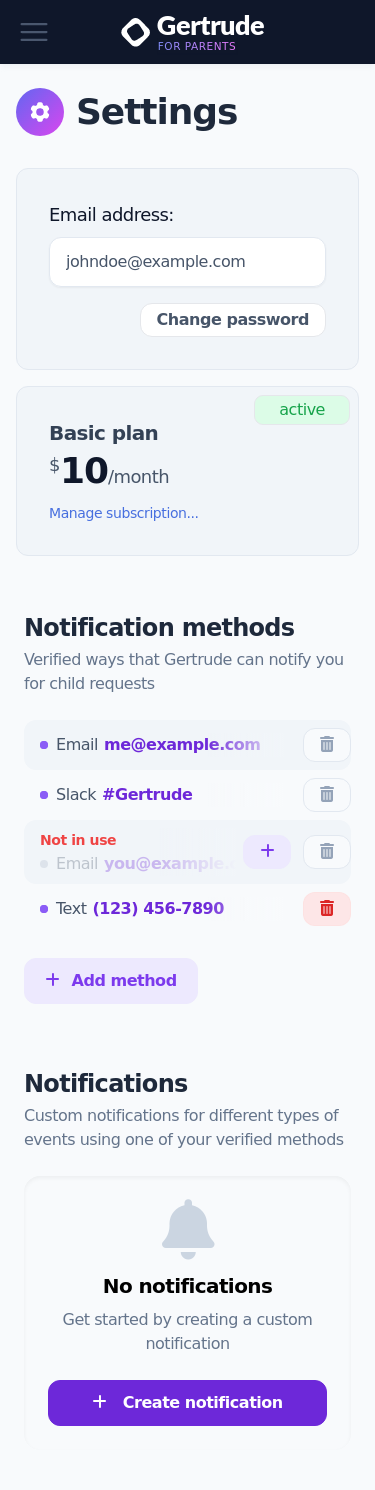 Gertrude
FOR PARENTS
Settings
Email address:
johndoe@example.com
Change password
active
Basic plan
$10/month
Manage subscription...
Notification methods
Verified ways that Gertrude can notify you
for child requests
Email me@example.com
Slack #Gertrude
Not in use
Email you@example.
Text (123) 456-7890
+ Add method
Notifications
Custom notifications for different types of
events using one of your verified methods
No notifications
Get started by creating a custom
notification
+ Create notification